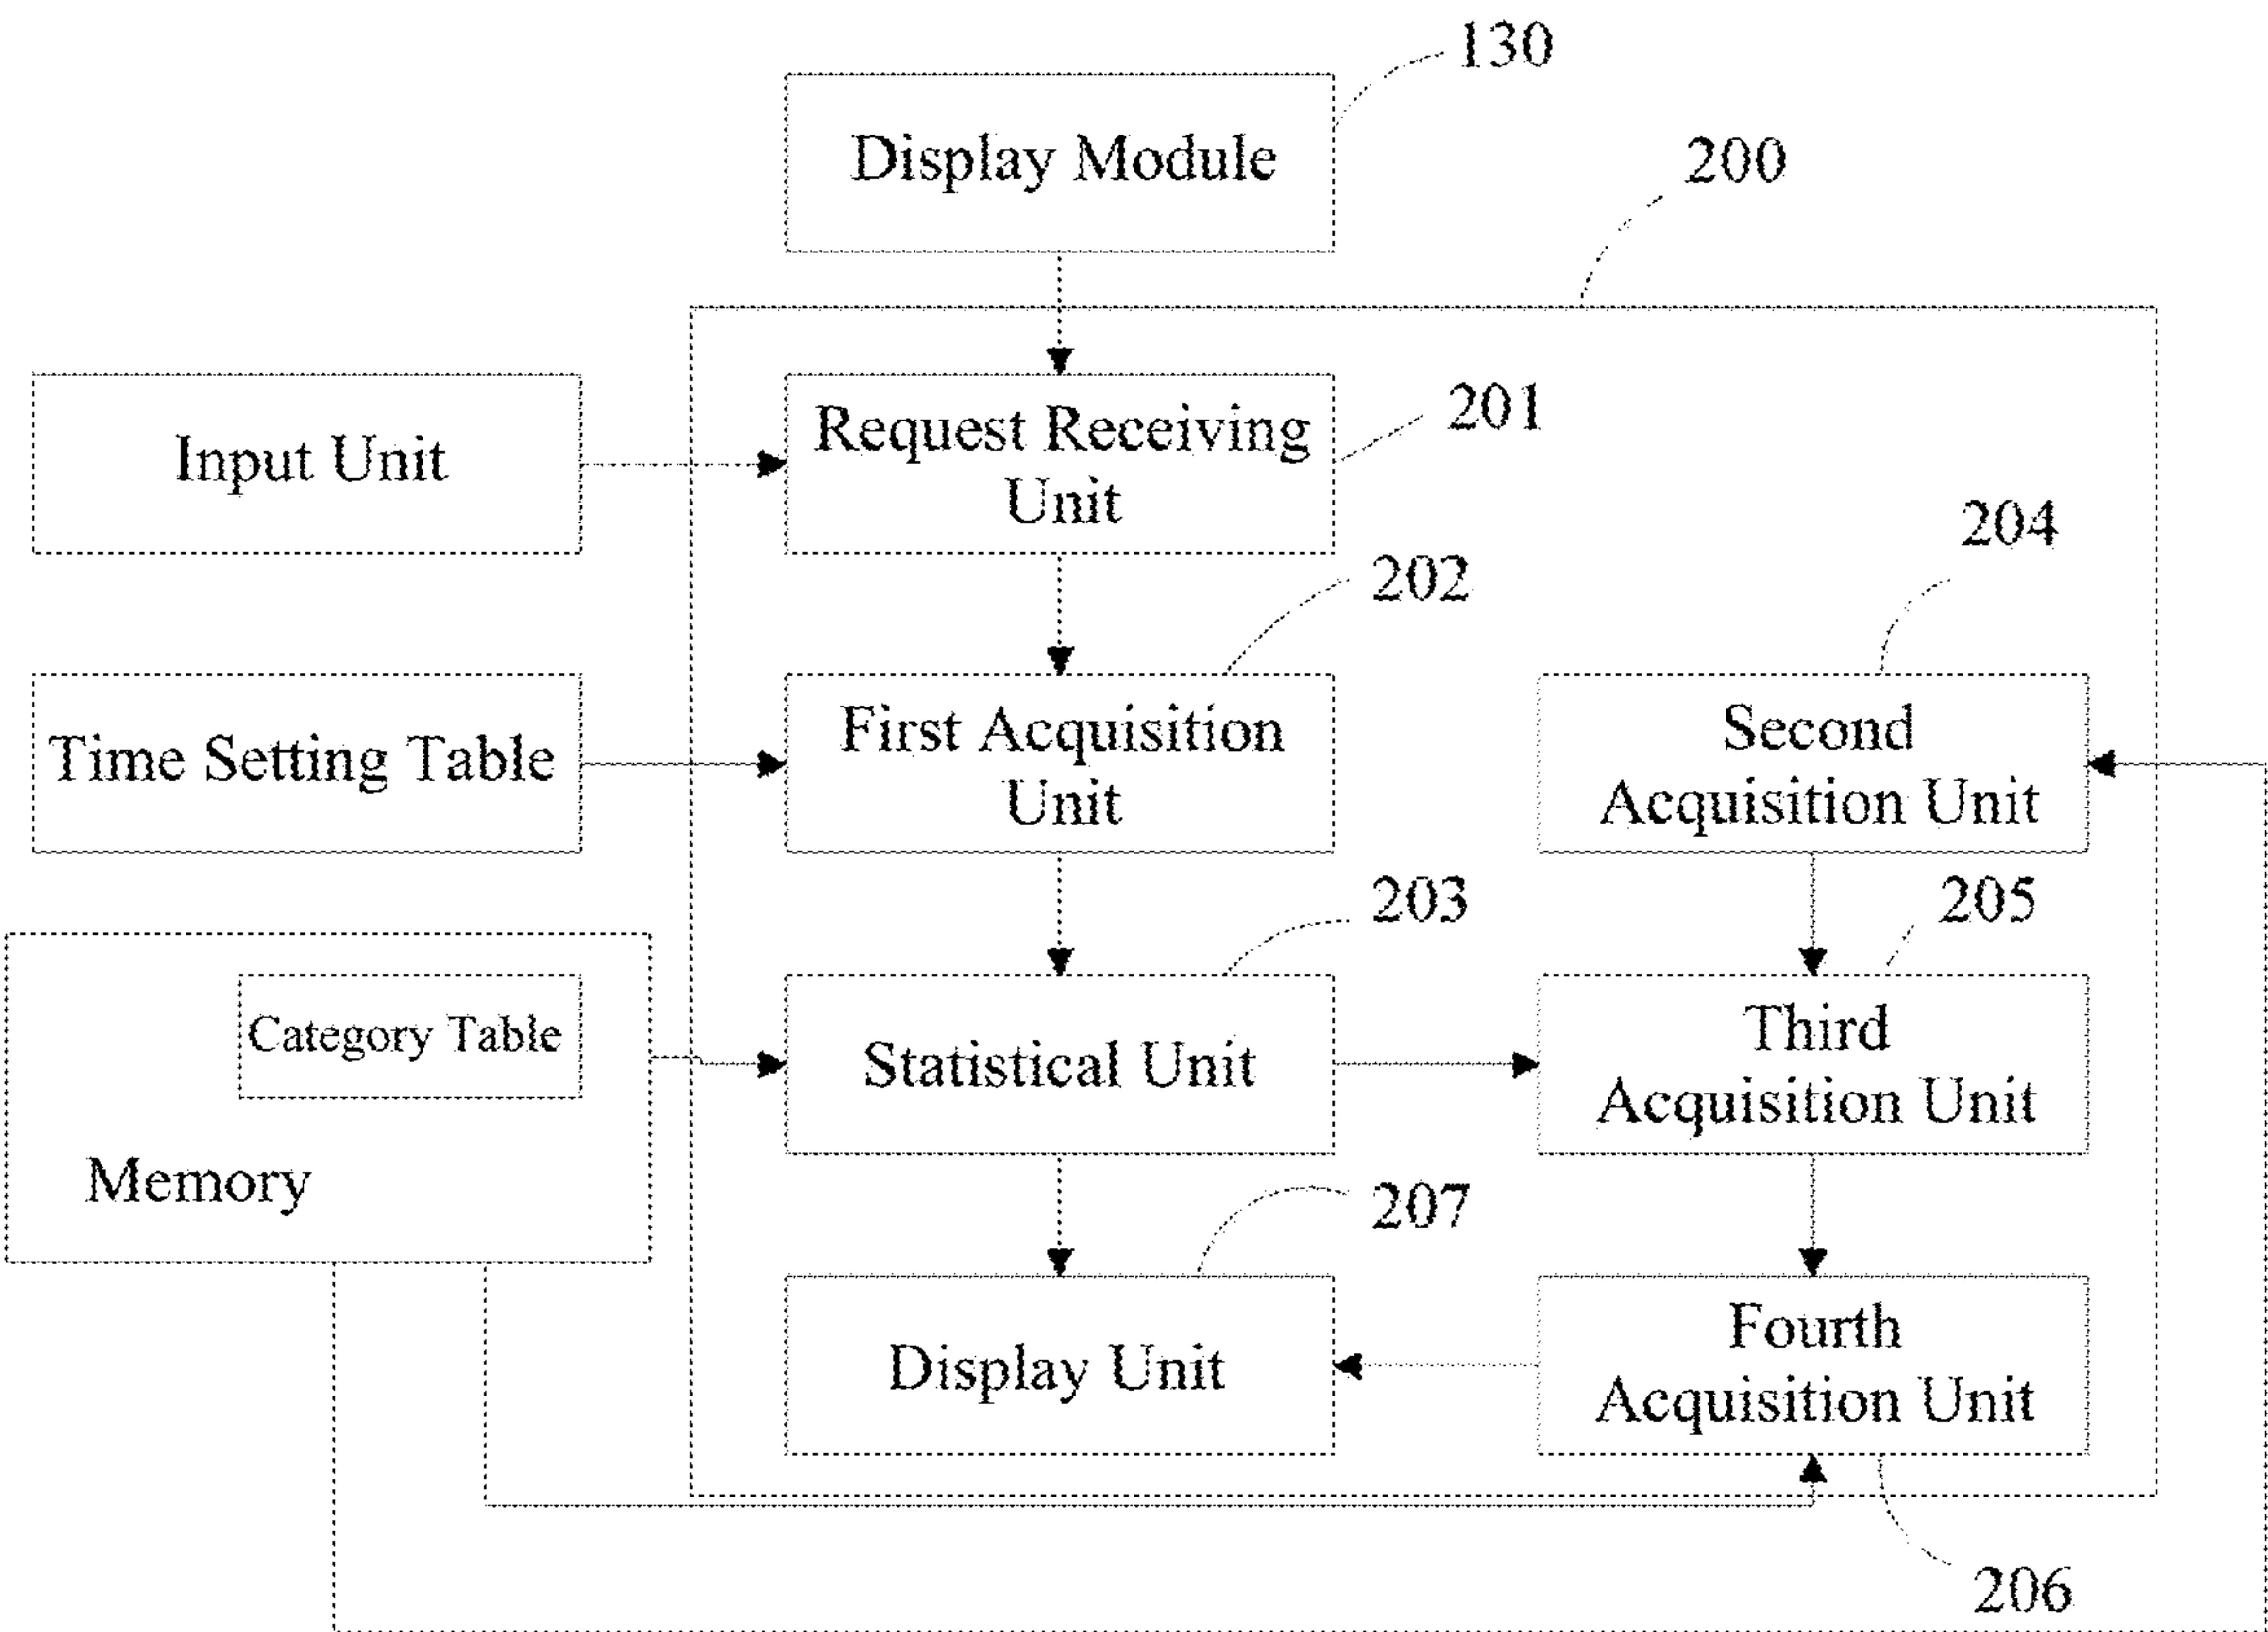 130
Display Module
200
Input Unit
Request Receiving
Unit
201
204
202
Time Setting Table
First Acquisition
Unit
Second
Acquisition Unit
203
205
Category Table
Memory
Statistical Unit
Third
Acquisition Unit
207
Display Unit
Fourth
Acquisition Unit
206